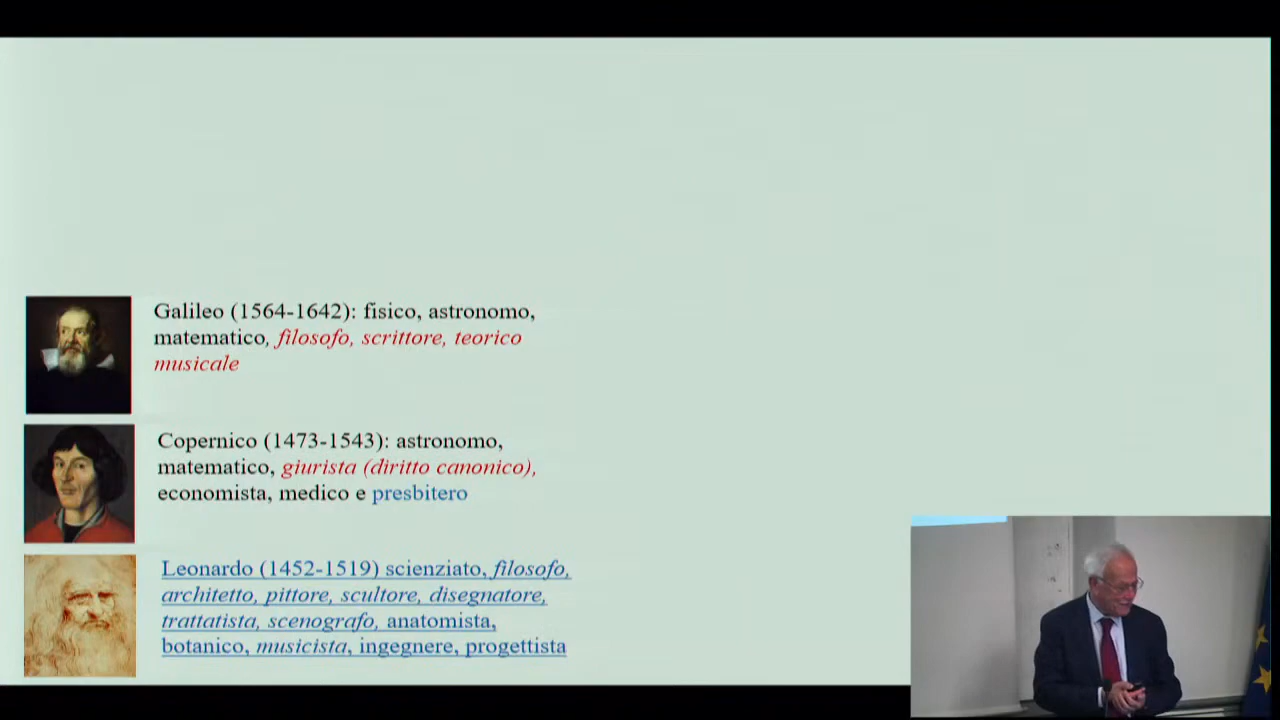 Galileo (1564-1642): fisico, astronomo,
matematico, filosofo, scrittore, teorico
musicale
Copernico (1473-1543): astronomo,
matematico, giurista (diritto canonico),
economista, medico e presbitero
Leonardo (1452-1519) scienziato, filosofo,
architetto, pittore, scultore, disegnatore,
trattatista, scenografo, anatomista,
botanico, musicista, ingegnere, progettista